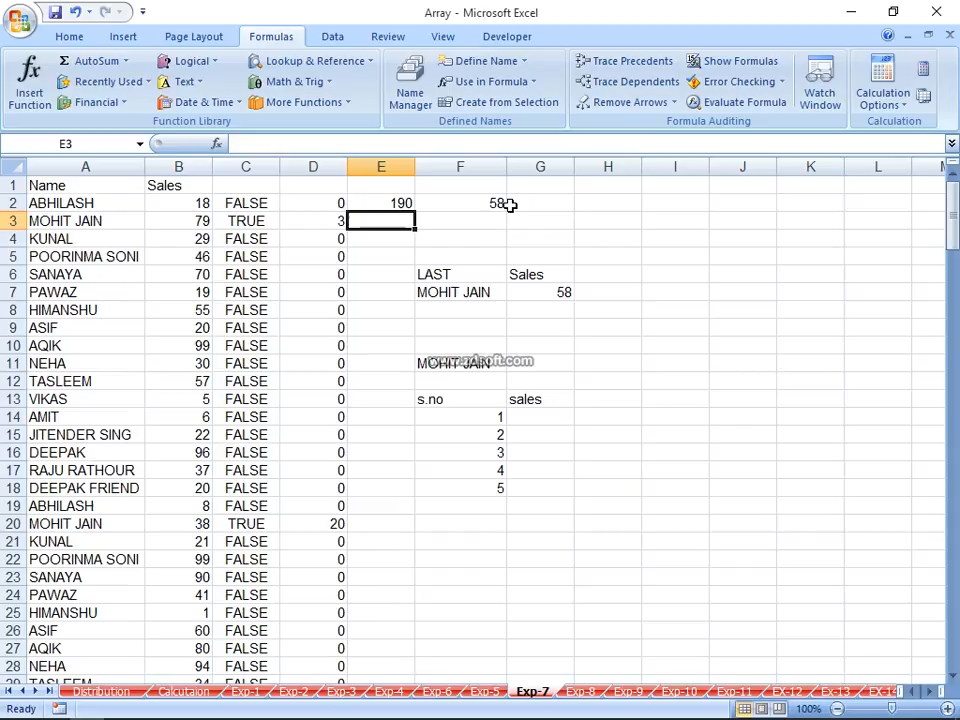 Array - Microsoft Excel
Home Insert Page Layout Formulas Data Review View Developer
Insert Function
AutoSum
Recently Used
Financial
Logical
Text
Date & Time
Lookup & Reference
Math & Trig
More Functions
Function Library
Name Manager
Define Name
Use in Formula
Create from Selection
Defined Names
Trace Precedents
Trace Dependents
Remove Arrows
Show Formulas
Error Checking
Evaluate Formula
Formula Auditing
Watch Window
Calculation Options
Calculation
E3 fx
A B C D E F G H I J K L M
1 Name Sales
2 ABHILASH 18 FALSE 0 190 58
3 MOHIT JAIN 79 TRUE 3
4 KUNAL 29 FALSE 0
5 POORINMA SONI 46 FALSE 0
6 SANAYA 70 FALSE 0 LAST Sales
7 PAWAZ 19 FALSE 0 MOHIT JAIN 58
8 HIMANSHU 55 FALSE 0
9 ASIF 20 FALSE 0
10 AQIK 99 FALSE 0
11 NEHA 30 FALSE 0 MOHIT JAIN
www.zdsoft.com
12 TASLEEM 57 FALSE 0
13 VIKAS 5 FALSE 0 s.no sales
14 AMIT 6 FALSE 0 1
15 JITENDER SING 22 FALSE 0 2
16 DEEPAK 96 FALSE 0 3
17 RAJU RATHOUR 37 FALSE 0 4
18 DEEPAK FRIEND 20 FALSE 0 5
19 ABHILASH 8 FALSE 0
20 MOHIT JAIN 38 TRUE 20
21 KUNAL 21 FALSE 0
22 POORINMA SONI 99 FALSE 0
23 SANAYA 90 FALSE 0
24 PAWAZ 41 FALSE 0
25 HIMANSHU 1 FALSE 0
26 ASIF 60 FALSE 0
27 AQIK 80 FALSE 0
28 NEHA 94 FALSE 0
29 TASLEEM 34 FALSE 0
Distribution Calcutaion Exp-1 Exp-2 Exp-3 Exp-4 Exp-6 Exp-5 Exp-7 Exp-8 Exp-9 Exp-10 Exp-11 EX-12 Ex-13 EX-14
Ready 100%